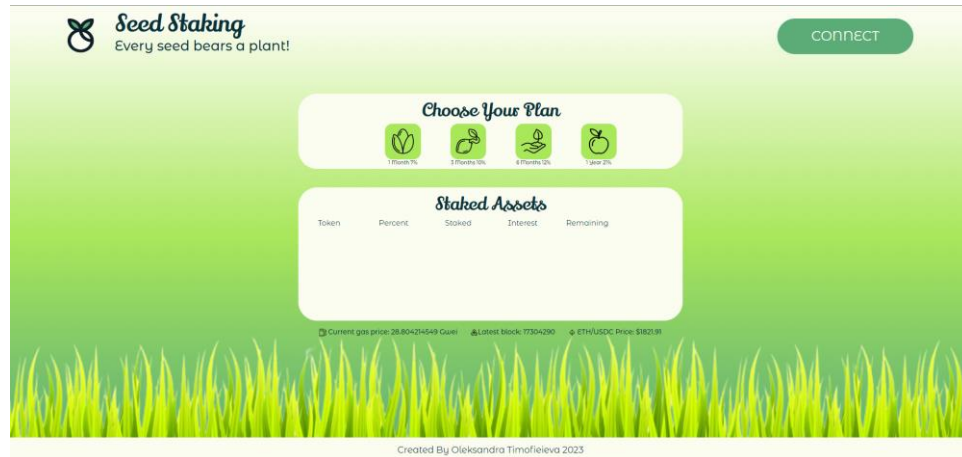 Seed Staking
Every seed bears a plant!
CONNECT
Choose Your Plan
1 Month 7% 3 Months 10% 6 Months 12% 1 year 21%
Staked Assets
Token Percent Staked Interest Remaining
Current gas price: 28.804214549 Gwei Latest block: 17304290 ETH/USDC Price: $1821.91
Created By Oleksandra Timofieieva 2023